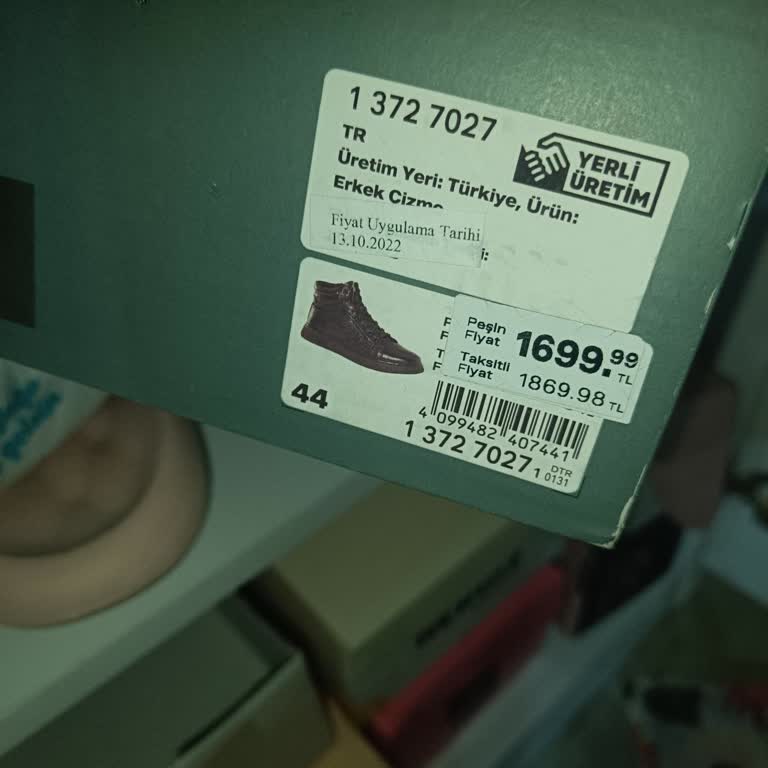 1 372 7027
TR
YERLİ
ÜRETİM
Üretim Yeri: Türkiye, Ürün:
Erkek Çizme
Fiyat Uygulama Tarihi
13.10.2022
Peşin
Fiyat
1699.99 TL
Taksitli
Fiyat
1869.98 TL
44
4 099482 407441
1 372 7027 1
DTR
0131